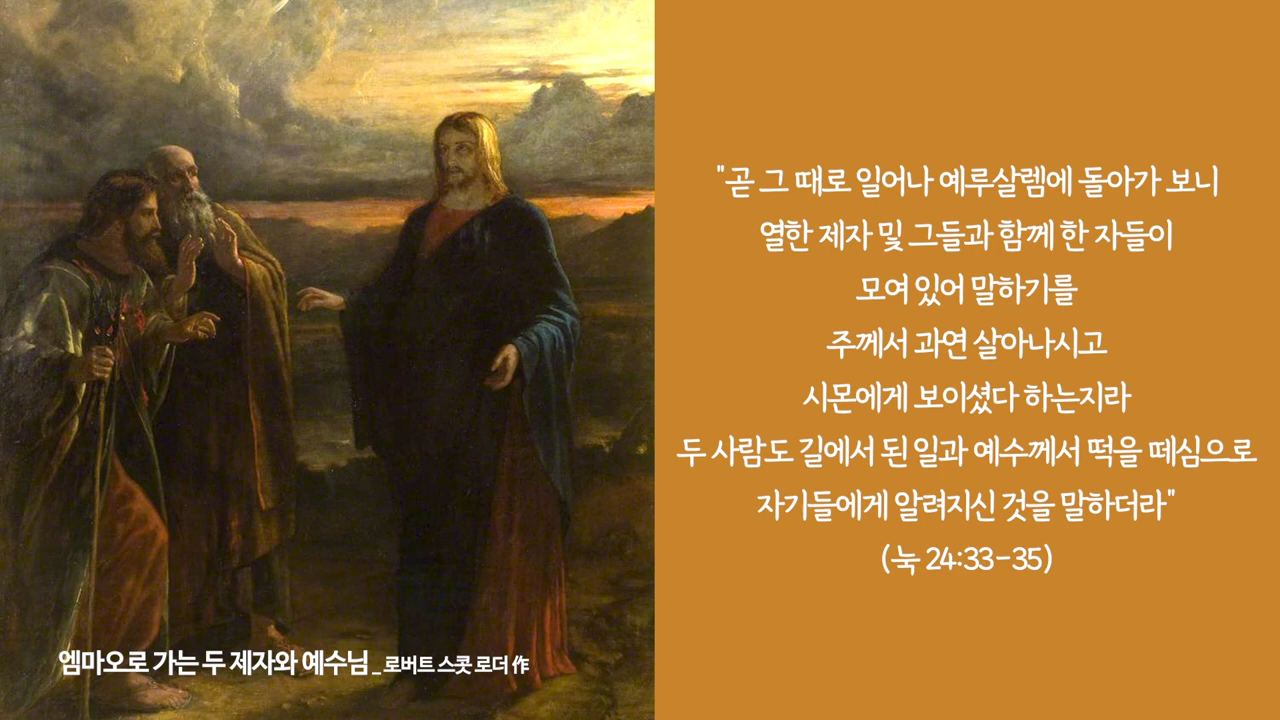 "곧 그 때로 일어나 예루살렘에 돌아가 보니
열한 제자 및 그들과 함께 한 자들이
모여 있어 말하기를
주께서 과연 살아나시고
시몬에게 보이셨다 하는지라
두 사람도 길에서 된 일과 예수께서 떡을 떼심으로
자기들에게 알려지신 것을 말하더라"
(눅 24:33-35)
엠마오로 가는 두 제자와 예수님 _ 로버트 스콧 로더 作